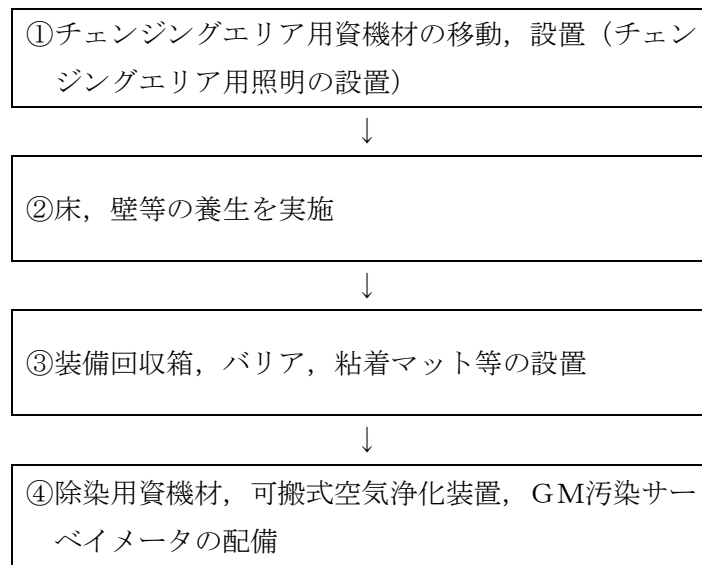 ①チェンジングエリア用資機材の移動，設置（チェン
ジングエリア用照明の設置）
↓
②床，壁等の養生を実施
↓
③装備回収箱，バリア，粘着マット等の設置
↓
④除染用資機材，可搬式空気浄化装置，ＧＭ汚染サー
ベイメータの配備